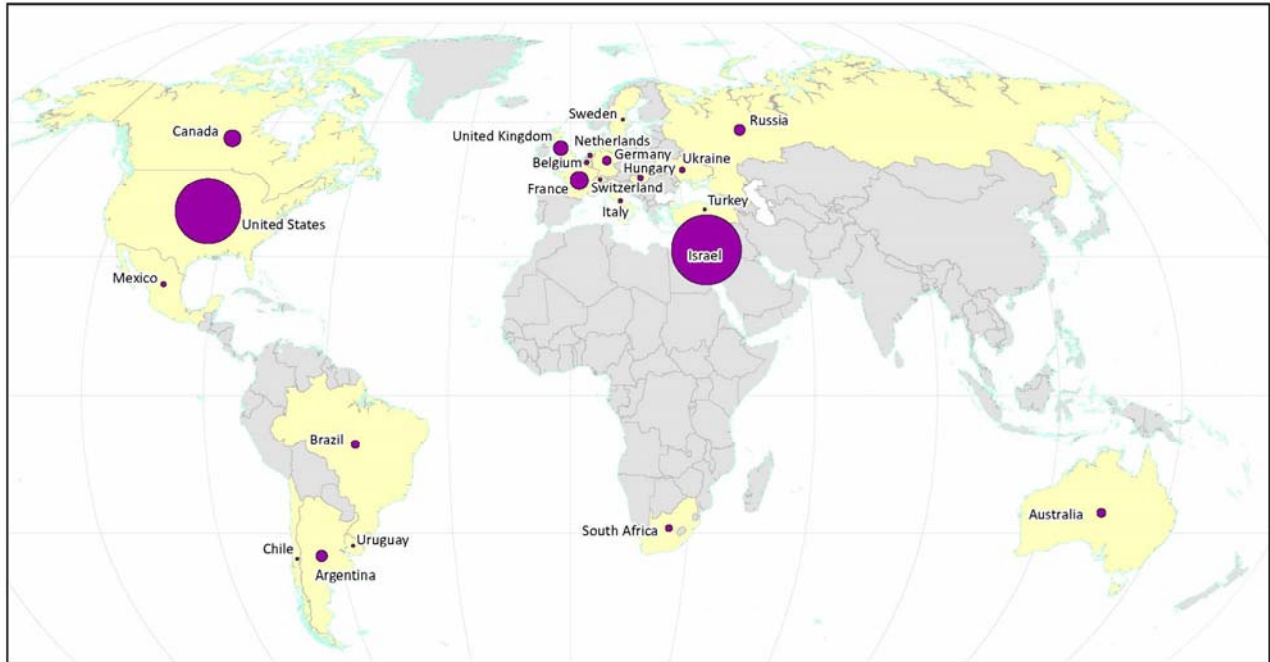 Sweden
Canada
Russia
United Kingdom
Netherlands
Belgium
Germany
Ukraine
Hungary
France
Switzerland
Italy
Turkey
United States
Israel
Mexico
Brazil
South Africa
Australia
Uruguay
Chile
Argentina